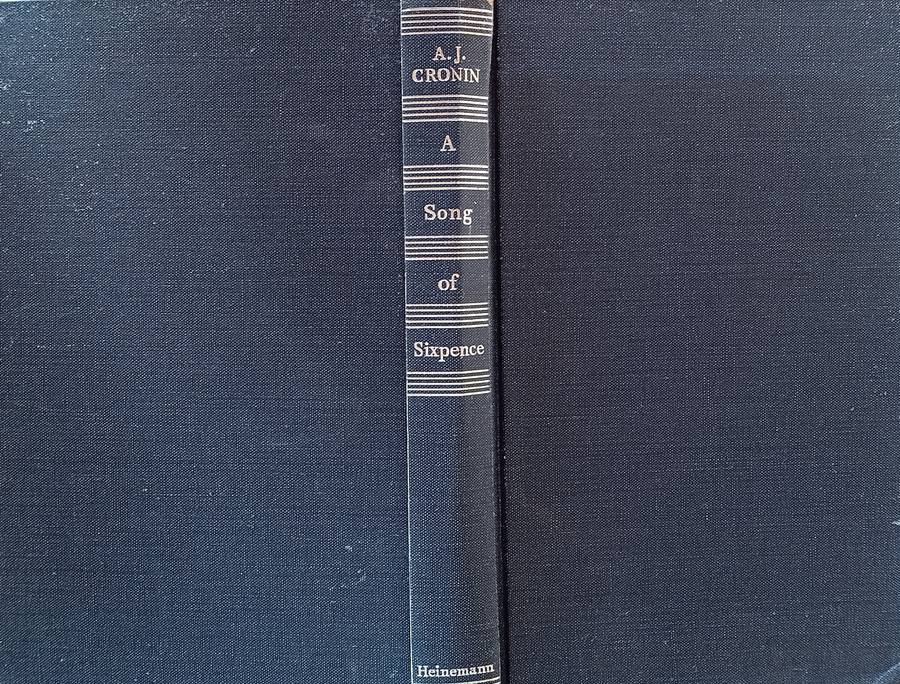 A. J.
CRONIN
A
Song
of
Sixpence
Heinemann